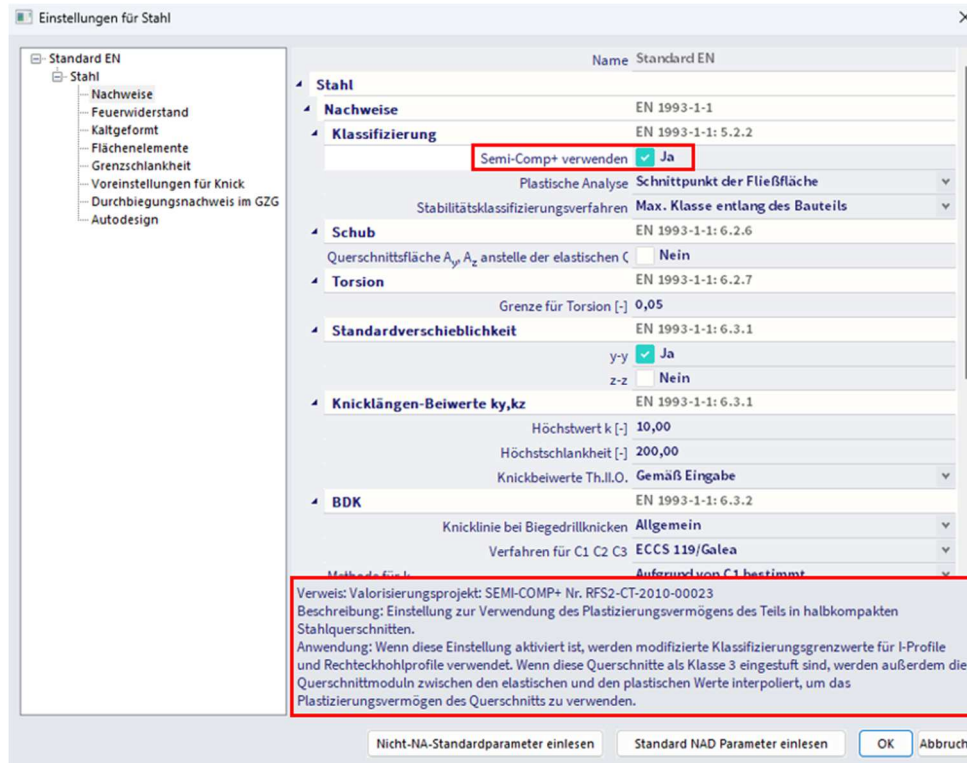 Einstellungen für Stahl
Standard EN
Stahl
Nachweise
Feuerwiderstand
Kaltgeformt
Flächenelemente
Grenzschlankheit
Voreinstellungen für Knick
Durchbiegungsnachweis im GZG
Autodesign
Name Standard EN
Stahl
Nachweise EN 1993-1-1
Klassifizierung EN 1993-1-1: 5.2.2
Semi-Comp+ verwenden Ja
Plastische Analyse Schnittpunkt der Fließfläche
Stabilitätsklassifizierungsverfahren Max. Klasse entlang des Bauteils
Schub EN 1993-1-1: 6.2.6
Querschnittsfläche Ay, Az anstelle der elastischen Nein
Torsion EN 1993-1-1: 6.2.7
Grenze für Torsion [-] 0,05
Standardverschieblichkeit EN 1993-1-1: 6.3.1
y-y Ja
z-z Nein
Knicklängen-Beiwerte ky,kz EN 1993-1-1: 6.3.1
Höchstwert k [-] 10,00
Höchstschlankheit [-] 200,00
Knickbeiwerte Th.II.O. Gemäß Eingabe
BDK EN 1993-1-1: 6.3.2
Knicklinie bei Biegedrillknicken Allgemein
Verfahren für C1 C2 C3 ECCS 119/Galea
Methode für k Aufgrund von C1 bestimmt
Verweis: Valorisierungsprojekt: SEMI-COMP+ Nr. RFS2-CT-2010-00023
Beschreibung: Einstellung zur Verwendung des Plastizierungsvermögens des Teils in halbkompakten
Stahlquerschnitten.
Anwendung: Wenn diese Einstellung aktiviert ist, werden modifizierte Klassifizierungsgrenzwerte für I-Profile
und Rechteckhohlprofile verwendet. Wenn diese Querschnitte als Klasse 3 eingestuft sind, werden außerdem die
Querschnittmoduln zwischen den elastischen und den plastischen Werte interpoliert, um das
Plastizierungsvermögen des Querschnitts zu verwenden.
Nicht-NA-Standardparameter einlesen Standard NAD Parameter einlesen OK Abbruch